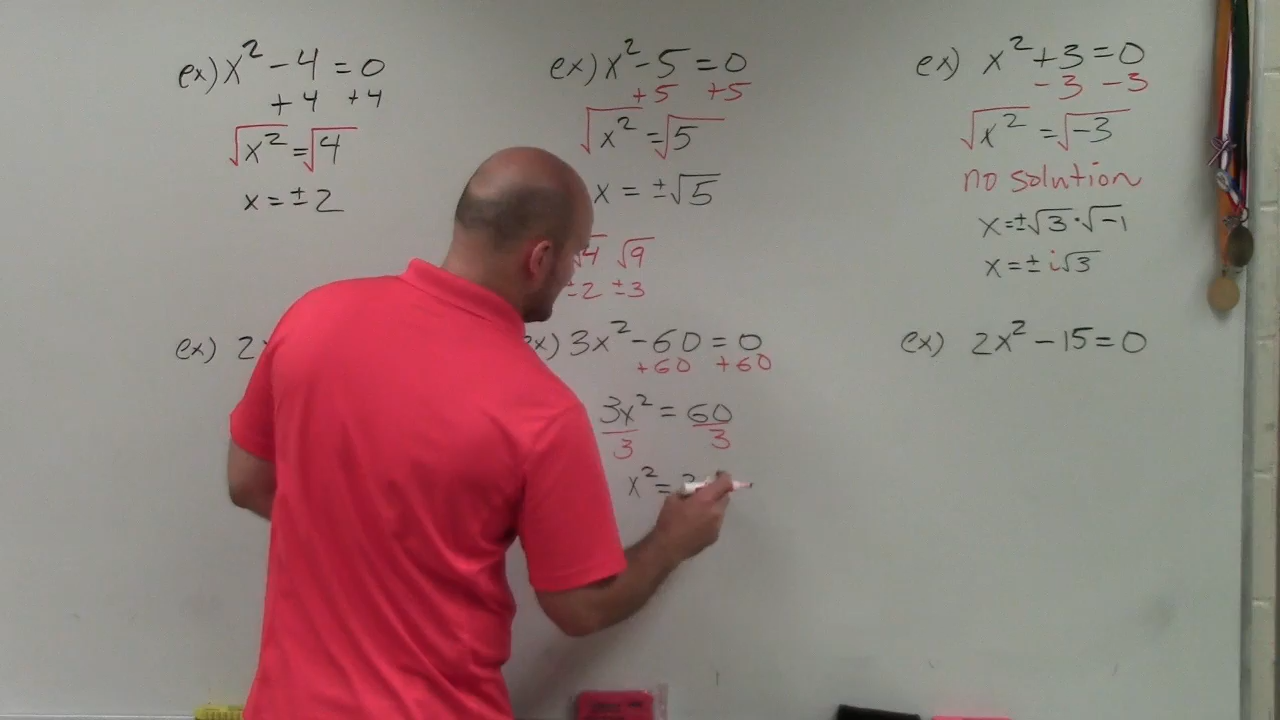 ex) x² - 4 = 0
+4 +4
√x² = √4
x = ± 2
ex) x² - 5 = 0
+5 +5
√x² = √5
x = ±√5
√4 √9
±2 ±3
ex) x² + 3 = 0
-3 -3
√x² = √-3
no solution
x = ±√3 · √-1
x = ± i√3
ex) 2x
x) 3x² - 60 = 0
+60 +60
3x² = 60
3 3
x² =
ex) 2x² - 15 = 0